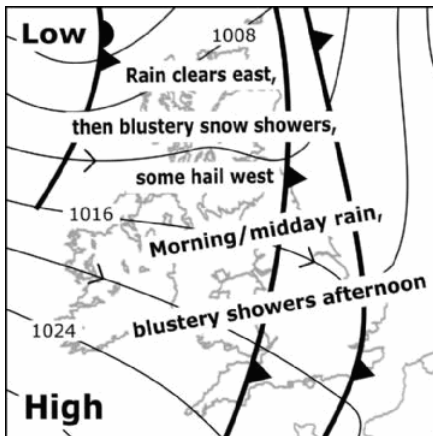 Low
1008
Rain clears east,
then blustery snow showers,
some hail west
1016
Morning/midday rain,
blustery showers afternoon
1024
High